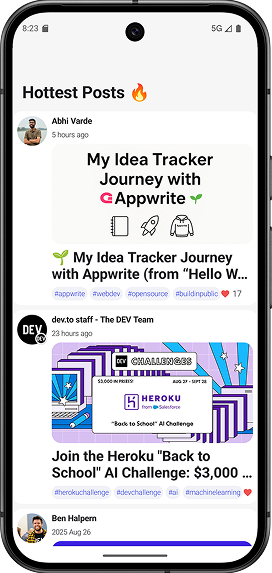 8:23
5G
Hottest Posts 🔥
Abhi Varde
5 hours ago
My Idea Tracker
Journey with
Appwrite 🌱
🌱 My Idea Tracker Journey
with Appwrite (from “Hello W...
#appwrite #webdev #opensource #buildinpublic ❤️ 17
DEV
DEV
dev.to staff - The DEV Team
23 hours ago
DEV CHALLENGES
$3,000 IN PRIZES!
AUG 27 - SEPT 28
HEROKU
from Salesforce
"Back to School" AI Challenge
Join the Heroku "Back to
School" AI Challenge: $3,000 ...
#herokuchallenge #devchallenge #ai #machinelearning ❤️
Ben Halpern
2025 Aug 26